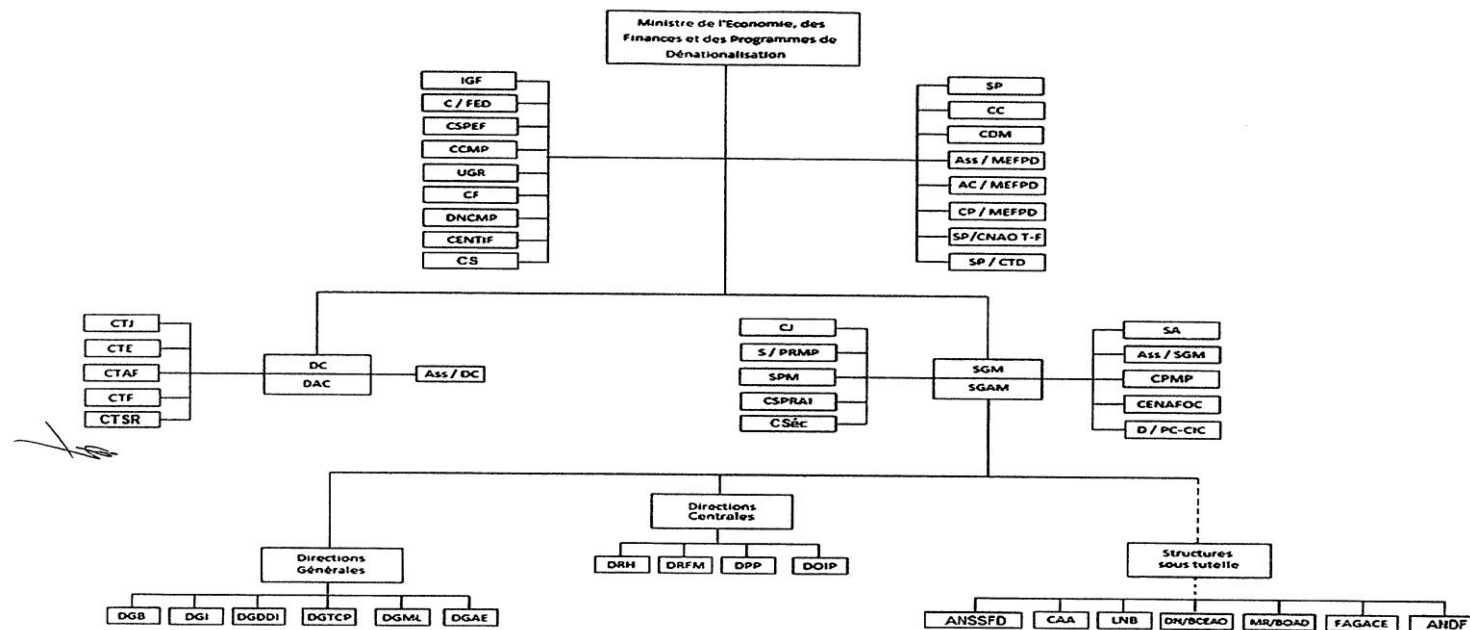 Ministre de l'Economie, des
Finances et des Programmes de
Dénationalisation
IGF
C / FED
CSPEF
CCMP
UGR
CF
DNCMP
CENTIF
CS
SP
CC
CDM
Ass / MEFPD
AC / MEFPD
CP / MEFPD
SP/CNAO T-F
SP / CTD
CTJ
CTE
CTAF
CTF
CTSR
DC
DAC
Ass / DC
CJ
S / PRMP
SPM
CSPRAI
CSéc
SGM
SGAM
SA
Ass / SGM
CPMP
CENAFOC
D / PC-CIC
Directions
Générales
DGB
DGI
DGDDI
DGTCP
DGML
DGAE
Directions
Centrales
DRH
DRFM
DPP
DOIP
Structures
sous tutelle
ANSSFD
CAA
LNB
DN/BCEAO
MR/BOAD
FAGACE
ANDF